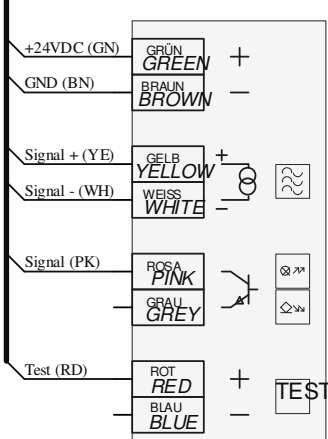 +24VDC (GN)
GRÜN
GREEN
+
GND (BN)
BRAUN
BROWN
−
Signal + (YE)
GELB
YELLOW
+
Signal - (WH)
WEISS
WHITE
−
Signal (PK)
ROSA
PINK
GRAU
GREY
Test (RD)
ROT
RED
+
TEST
BLAU
BLUE
−